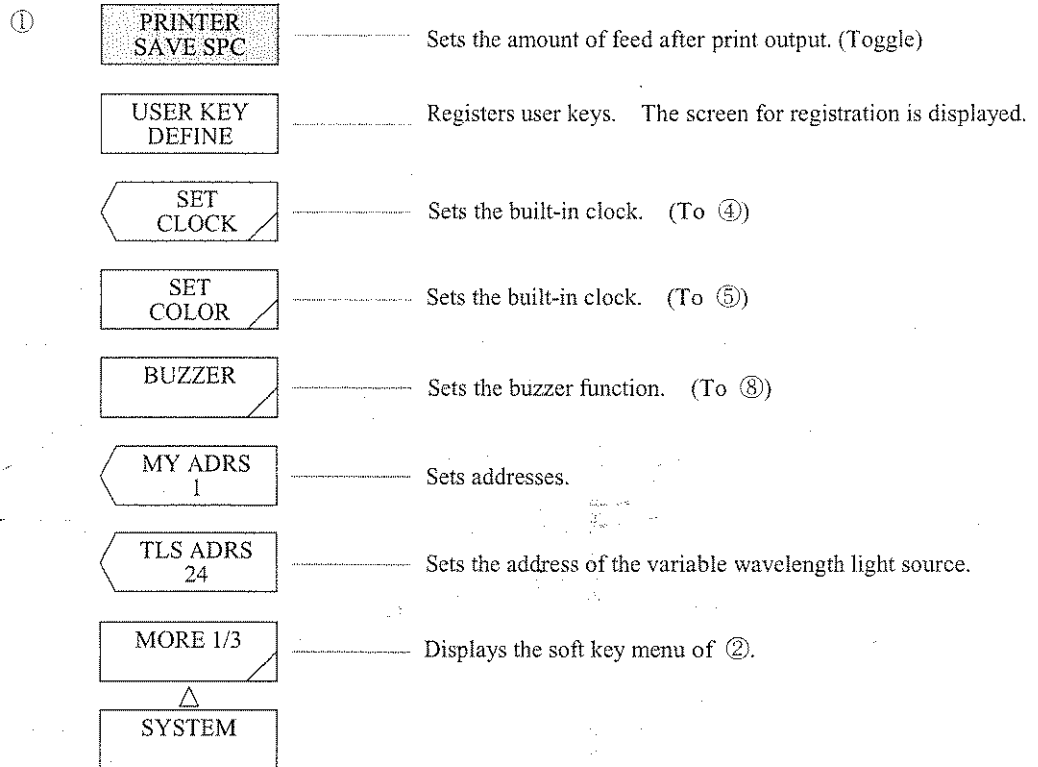 ①
PRINTER
SAVE SPC
Sets the amount of feed after print output. (Toggle)
USER KEY
DEFINE
Registers user keys. The screen for registration is displayed.
SET
CLOCK
Sets the built-in clock. (To ④)
SET
COLOR
Sets the built-in clock. (To ⑤)
BUZZER
Sets the buzzer function. (To ⑧)
MY ADRS
1
Sets addresses.
TLS ADRS
24
Sets the address of the variable wavelength light source.
MORE 1/3
Displays the soft key menu of ②.
SYSTEM